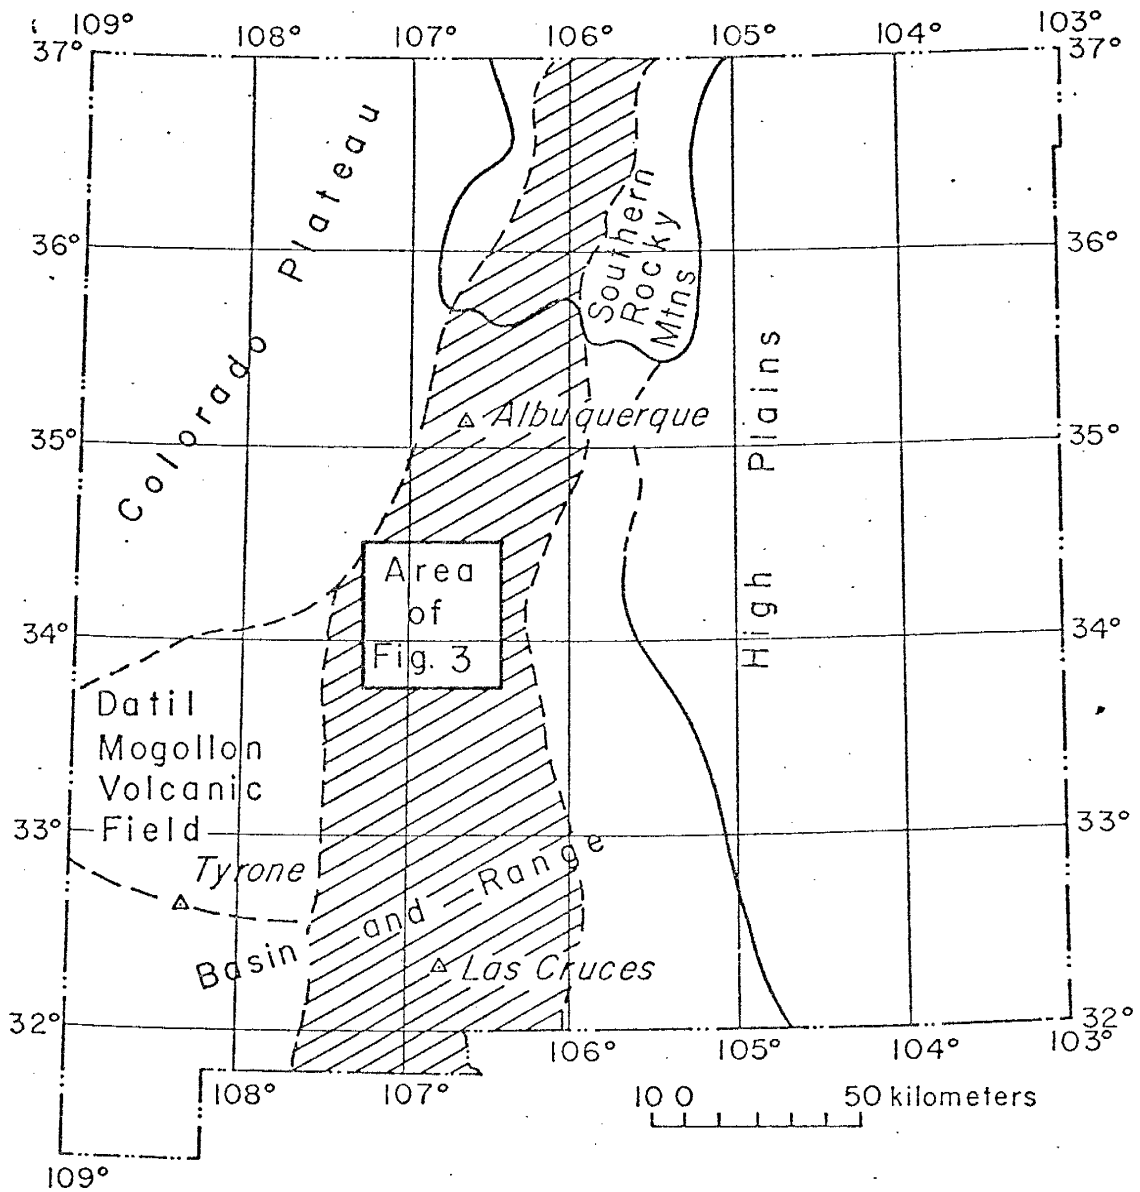 109° 108° 107° 106° 105° 104° 103°
37° 37°
Colorado Plateau
Southern
Rocky
Mtns
36° 36°
High Plains
Albuquerque
35° 35°
Area
of
Fig. 3
34° 34°
Datil
Mogollon
Volcanic
Field
33° 33°
Tyrone
Basin and Range
Las Cruces
32° 32°
106° 105° 104° 103°
108° 107°
10 0 50 kilometers
109°